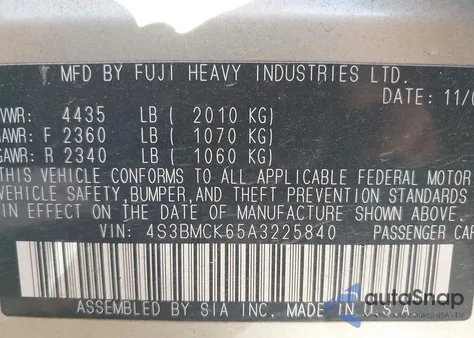 MFD BY FUJI HEAVY INDUSTRIES LTD.
DATE: 11/0
VWR: 4435 LB ( 2010 KG)
AWR: F 2360 LB ( 1070 KG)
GAWR: R 2340 LB ( 1060 KG)
THIS VEHICLE CONFORMS TO ALL APPLICABLE FEDERAL MOTOR
VEHICLE SAFETY, BUMPER, AND THEFT PREVENTION STANDARDS
IN EFFECT ON THE DATE OF MANUFACTURE SHOWN ABOVE.
VIN: 4S3BMCK65A3225840 PASSENGER CAR
ASSEMBLED BY SIA INC. MADE IN U.S.A
autoSnap